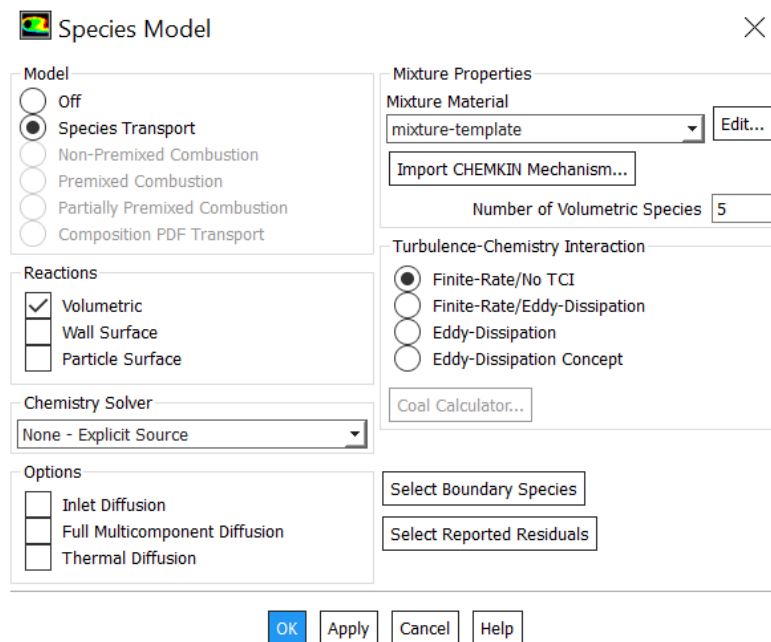 Species Model
Model
Off
Species Transport
Non-Premixed Combustion
Premixed Combustion
Partially Premixed Combustion
Composition PDF Transport
Reactions
Volumetric
Wall Surface
Particle Surface
Chemistry Solver
None - Explicit Source
Options
Inlet Diffusion
Full Multicomponent Diffusion
Thermal Diffusion
Mixture Properties
Mixture Material
mixture-template
Edit...
Import CHEMKIN Mechanism...
Number of Volumetric Species 5
Turbulence-Chemistry Interaction
Finite-Rate/No TCI
Finite-Rate/Eddy-Dissipation
Eddy-Dissipation
Eddy-Dissipation Concept
Coal Calculator...
Select Boundary Species
Select Reported Residuals
OK Apply Cancel Help